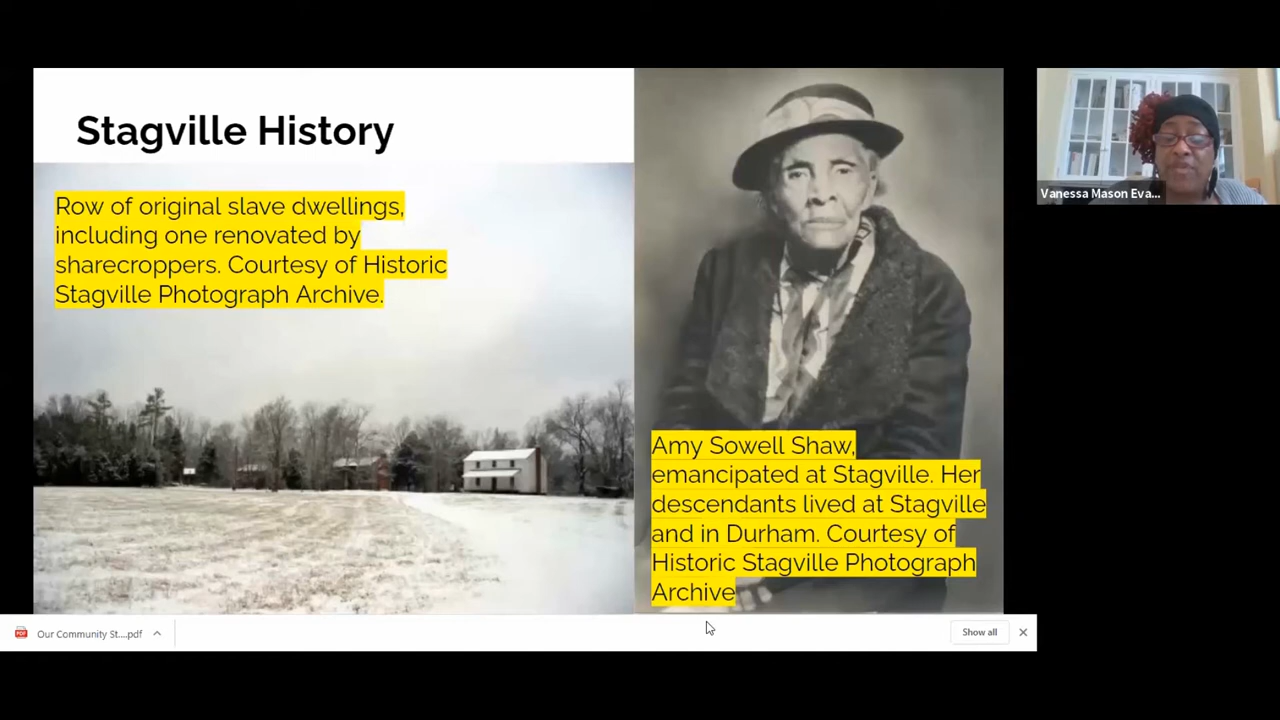 Stagville History
Row of original slave dwellings,
including one renovated by
sharecroppers. Courtesy of Historic
Stagville Photograph Archive.
Amy Sowell Shaw,
emancipated at Stagville. Her
descendants lived at Stagville
and in Durham. Courtesy of
Historic Stagville Photograph
Archive
Vanessa Mason Eva...
Our Community St....pdf
Show all